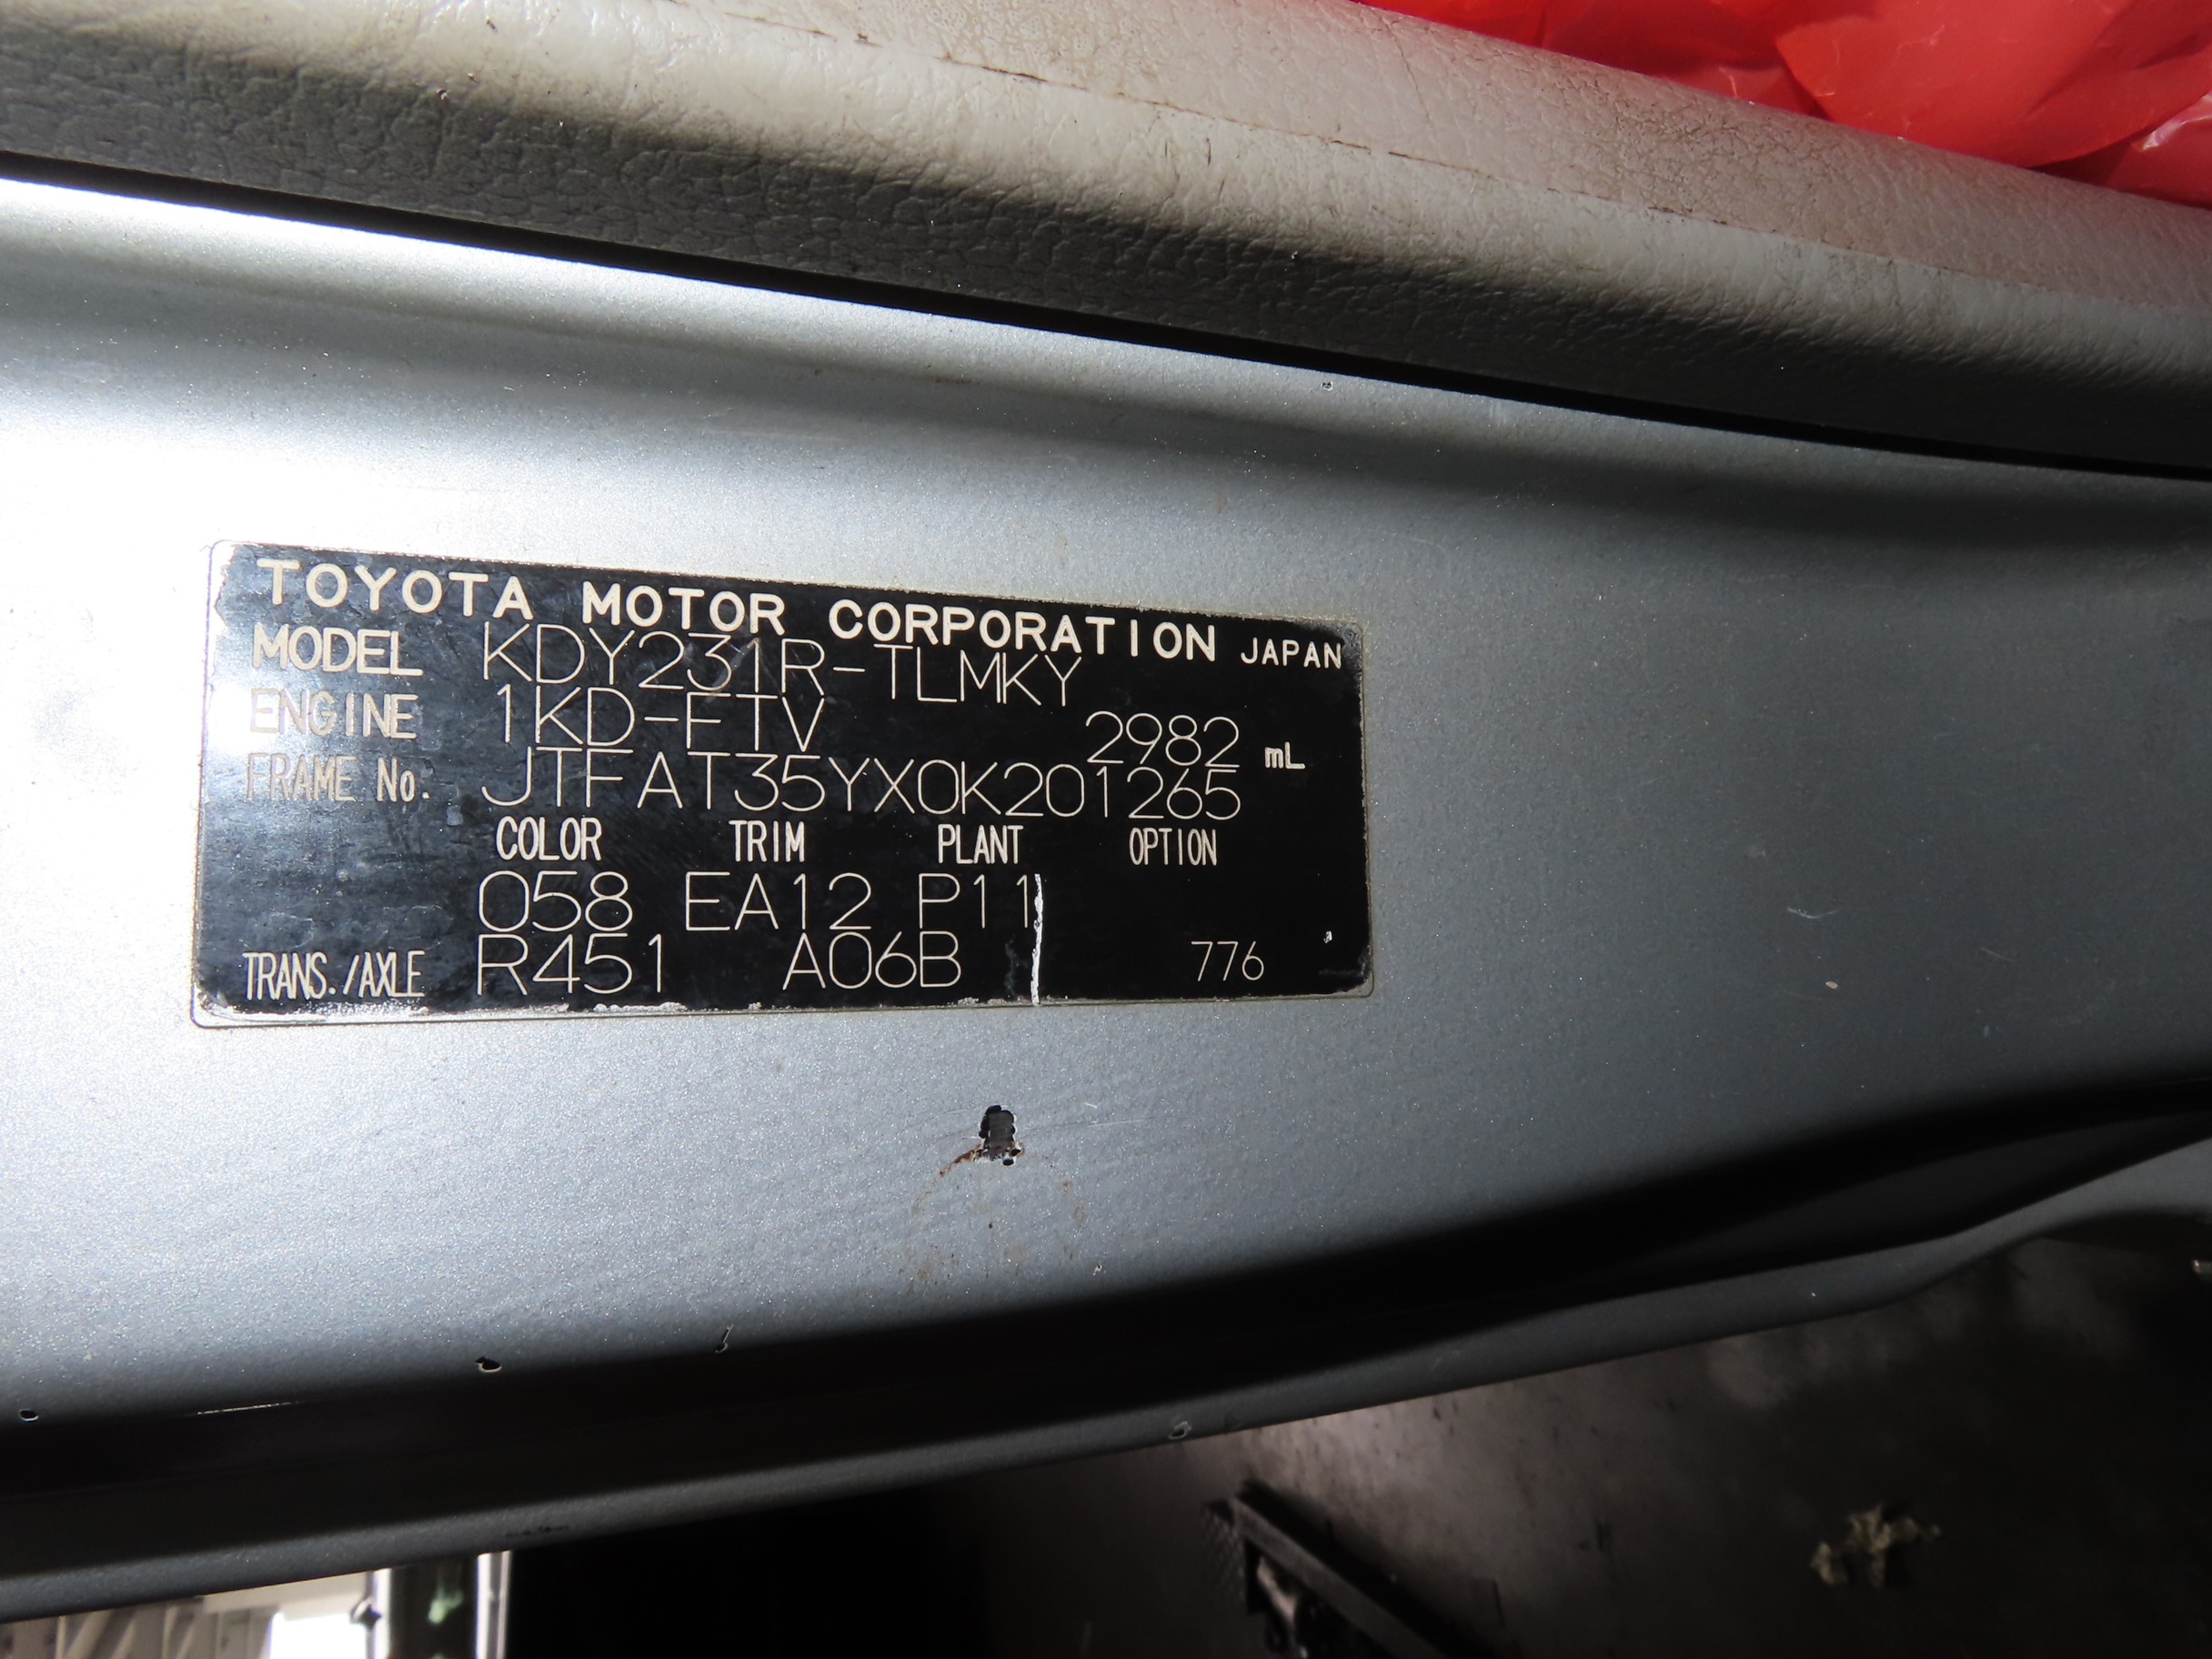 TOYOTA MOTOR CORPORATION JAPAN
MODEL KDY231R-TLMKY
ENGINE 1KD-FTV 2982 mL
FRAME No. JTFAT35YX0K201265
COLOR TRIM PLANT OPTION
058 EA12 P11
TRANS./AXLE R451 A06B 776